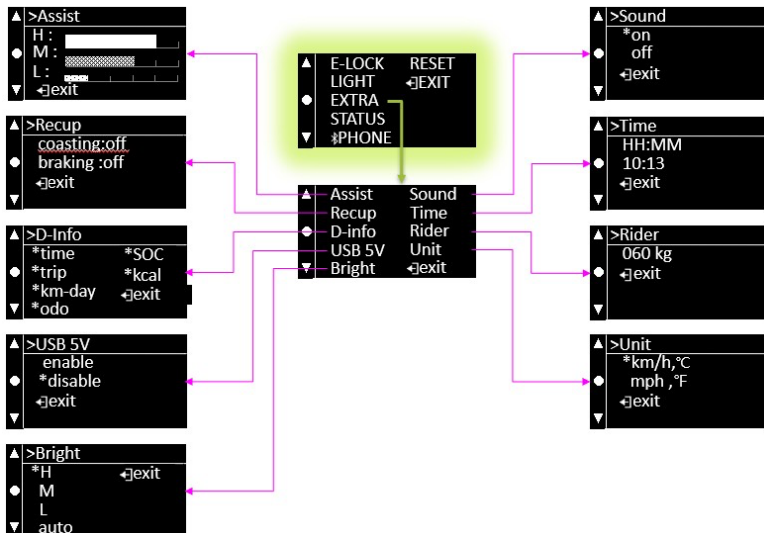 >Assist
H :
M :
L :
exit
>Recup
coasting:off
braking :off
exit
>D-Info
*time *SOC
*trip *kcal
*km-day exit
*odo
>USB 5V
enable
*disable
exit
>Bright
*H exit
M
L
auto
E-LOCK RESET
LIGHT EXIT
EXTRA
STATUS
PHONE
Assist Sound
Recup Time
D-info Rider
USB 5V Unit
Bright exit
>Sound
*on
off
exit
>Time
HH:MM
10:13
exit
>Rider
060 kg
exit
>Unit
*km/h,℃
mph ,℉
exit